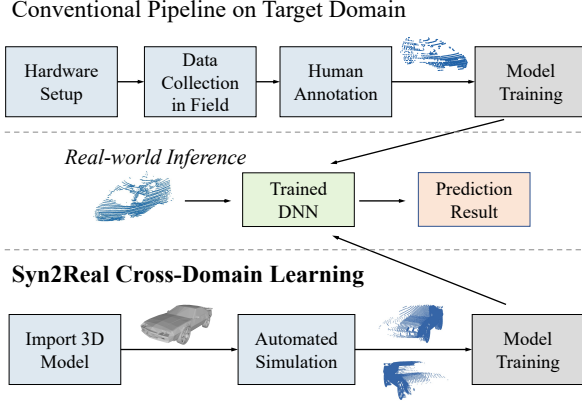 Conventional Pipeline on Target Domain
Hardware
Setup
Data
Collection
in Field
Human
Annotation
Model
Training
Real-world Inference
Trained
DNN
Prediction
Result
Syn2Real Cross-Domain Learning
Import 3D
Model
Automated
Simulation
Model
Training